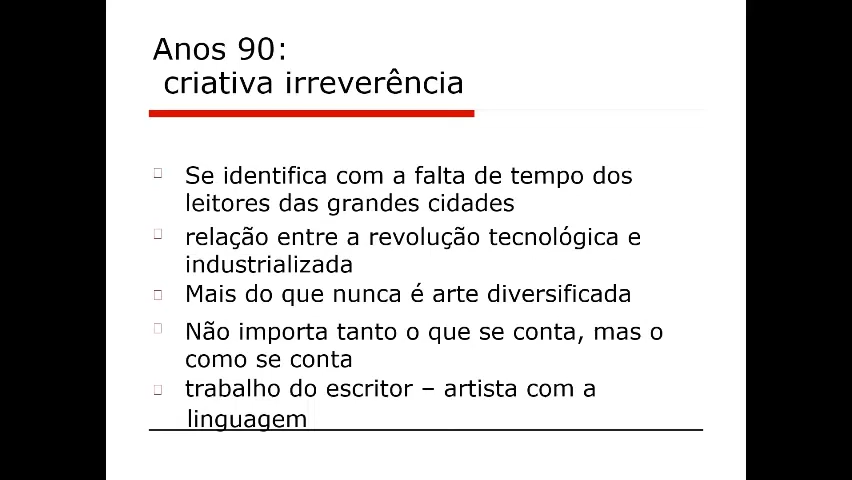 Anos 90:
criativa irreverência
Se identifica com a falta de tempo dos
leitores das grandes cidades
relação entre a revolução tecnológica e
industrializada
Mais do que nunca é arte diversificada
Não importa tanto o que se conta, mas o
como se conta
trabalho do escritor – artista com a
linguagem